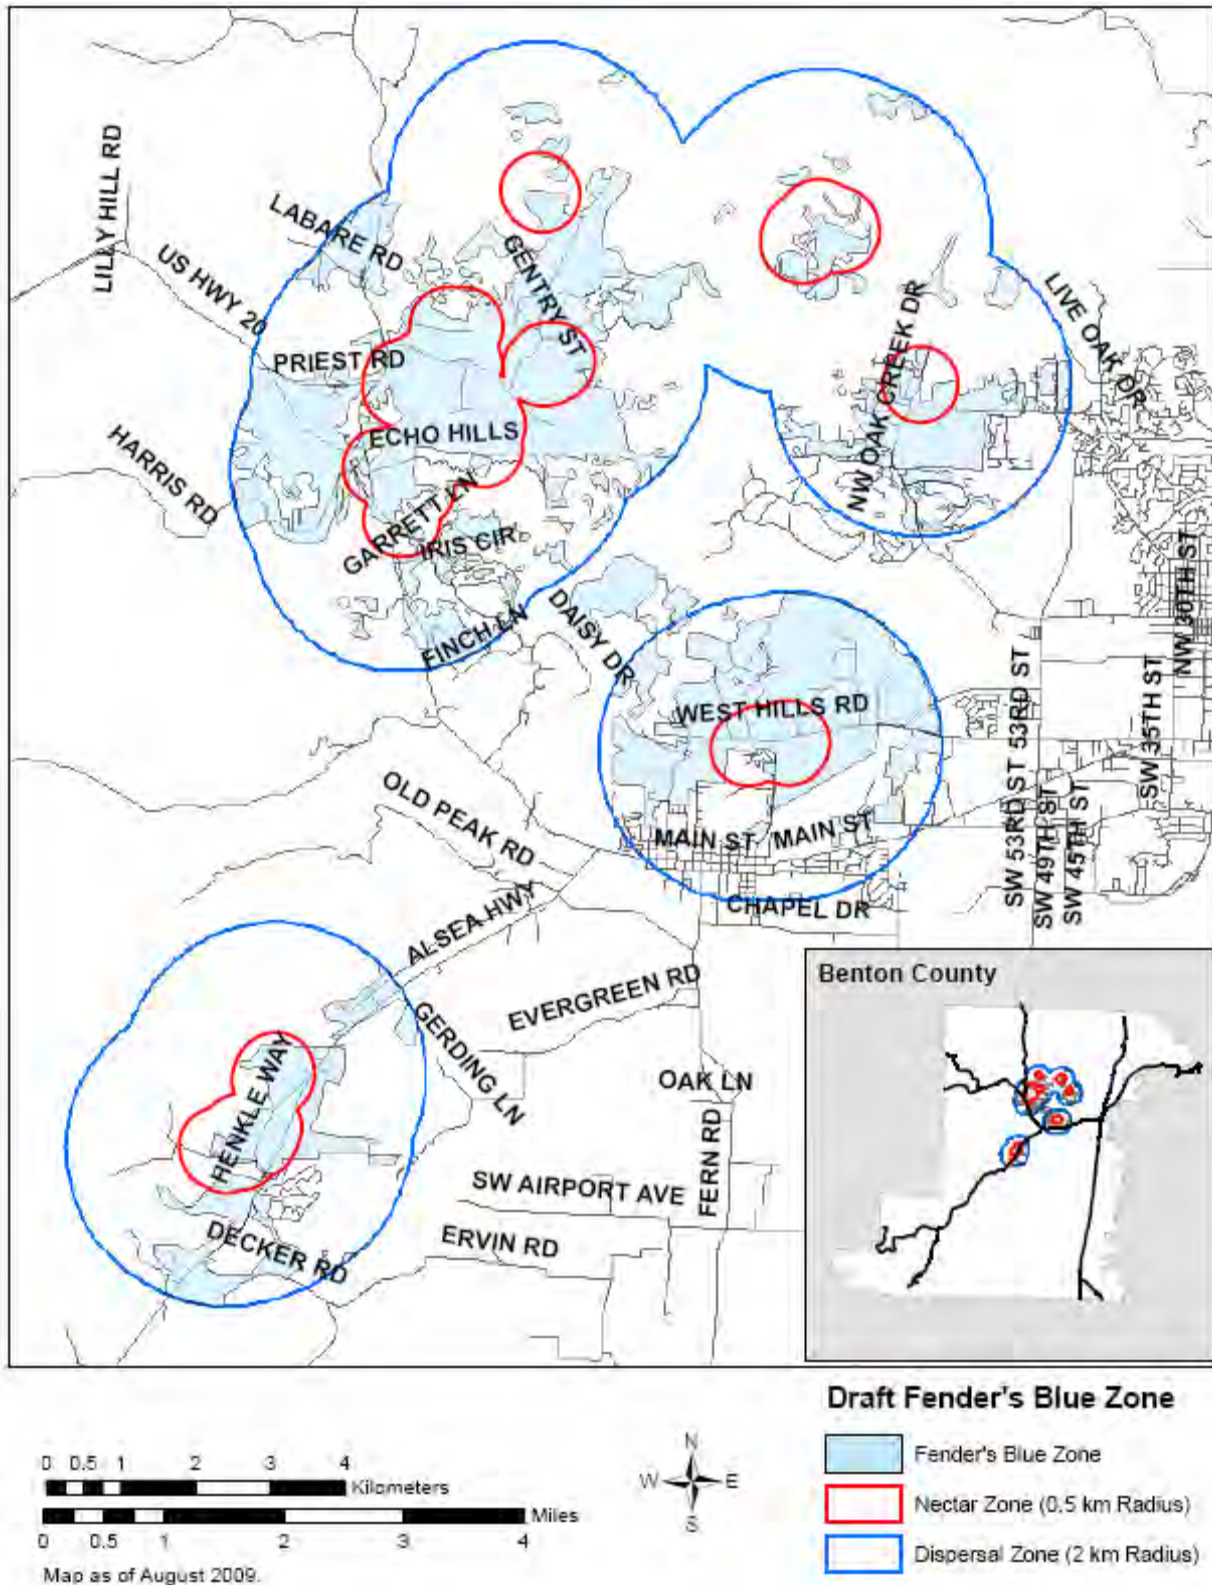 LILLY HILL RD
LABARE RD
US HWY 20
GENTRY ST
PRIEST RD
LIVE OAK DR
NW OAK CREEK DR
HARRIS RD
ECHO HILLS
GARRETT LN
IRIS CIR
FINCH LN
DAISY DR
NW 30TH ST
WEST HILLS RD
SW 53RD ST 53RD ST
SW 35TH ST
OLD PEAK RD
MAIN ST MAIN ST
SW 49TH ST
SW 45TH ST
CHAPEL DR
ALSEA HWY
EVERGREEN RD
GERDING LN
HENKLE WAY
OAK LN
FERN RD
SW AIRPORT AVE
DECKER RD
ERVIN RD
Benton County
Draft Fender's Blue Zone
Fender's Blue Zone
Nectar Zone (0.5 km Radius)
Dispersal Zone (2 km Radius)
N
W E
S
0 0.5 1 2 3 4
Kilometers
Miles
0 0.5 1 2 3 4
Map as of August 2009.